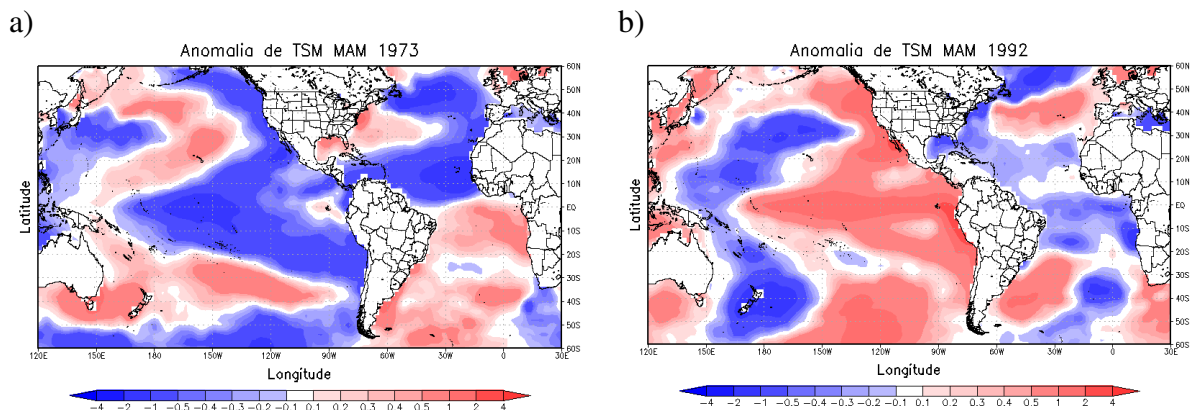 a)
Anomalia de TSM MAM 1973
60N
50N
40N
30N
20N
10N
EQ
10S
20S
30S
40S
50S
60S
Latitude
120E 150E 180 150W 120W 90W 60W 30W 0 30E
Longitude
-4 -2 -1 -0.5 -0.4 -0.3 -0.2 -0.1 0.1 0.2 0.3 0.4 0.5 1 2 4
b)
Anomalia de TSM MAM 1992
60N
50N
40N
30N
20N
10N
EQ
10S
20S
30S
40S
50S
60S
Latitude
120E 150E 180 150W 120W 90W 60W 30W 0 30E
Longitude
-4 -2 -1 -0.5 -0.4 -0.3 -0.2 -0.1 0.1 0.2 0.3 0.4 0.5 1 2 4